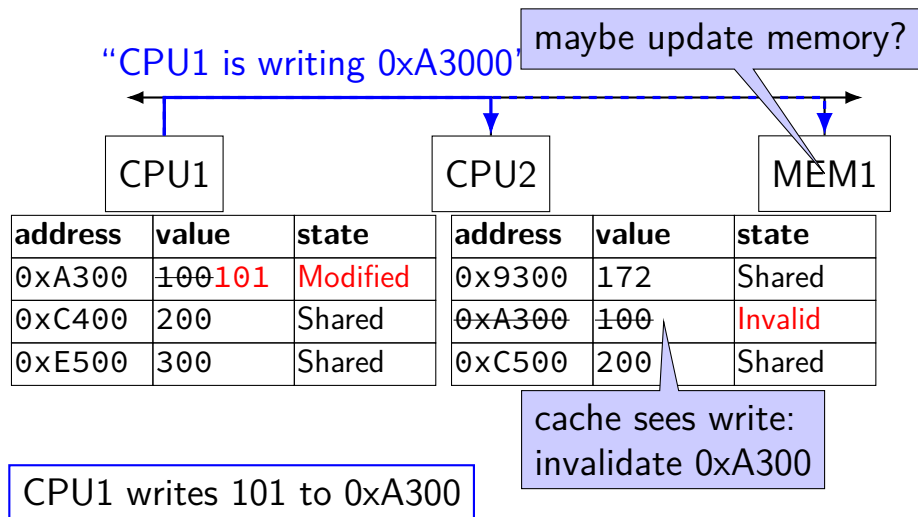 maybe update memory?
“CPU1 is writing 0xA3000”
CPU1
CPU2
MEM1
address value state
0xA300 100101 Modified
0xC400 200 Shared
0xE500 300 Shared
address value state
0x9300 172 Shared
0xA300 100 Invalid
0xC500 200 Shared
cache sees write:
invalidate 0xA300
CPU1 writes 101 to 0xA300